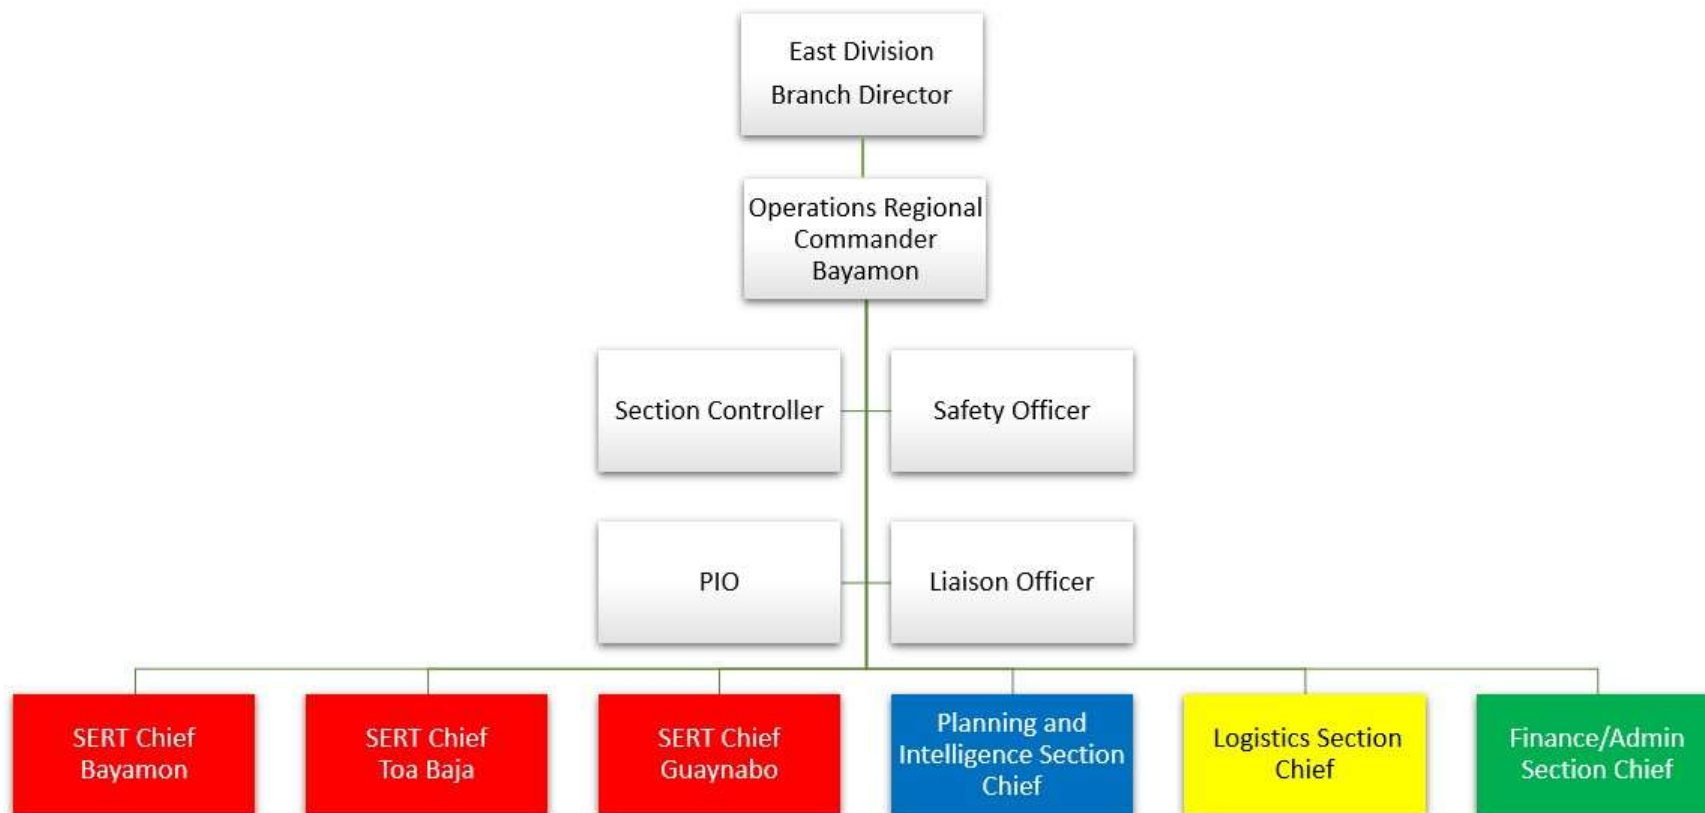 East Division
Branch Director
Operations Regional
Commander
Bayamon
Section Controller
Safety Officer
PIO
Liaison Officer
SERT Chief
Bayamon
SERT Chief
Toa Baja
SERT Chief
Guaynabo
Planning and
Intelligence Section
Chief
Logistics Section
Chief
Finance/Admin
Section Chief